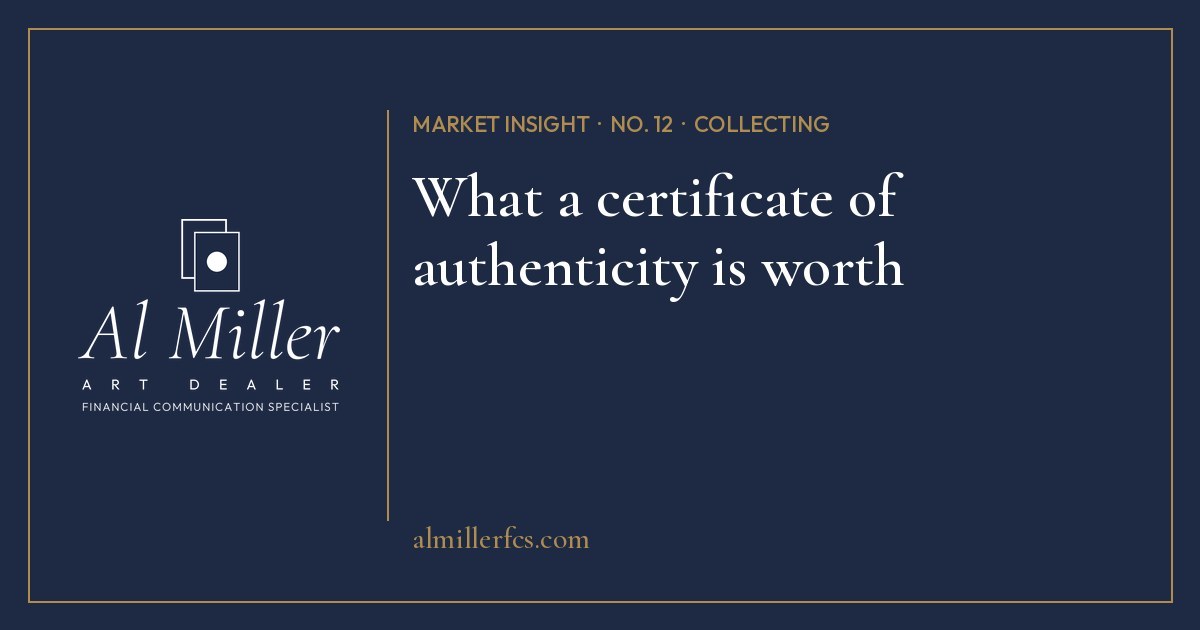 MARKET INSIGHT · NO. 12 · COLLECTING
What a certificate of
authenticity is worth
Al Miller
ART DEALER
FINANCIAL COMMUNICATION SPECIALIST
almillerfcs.com